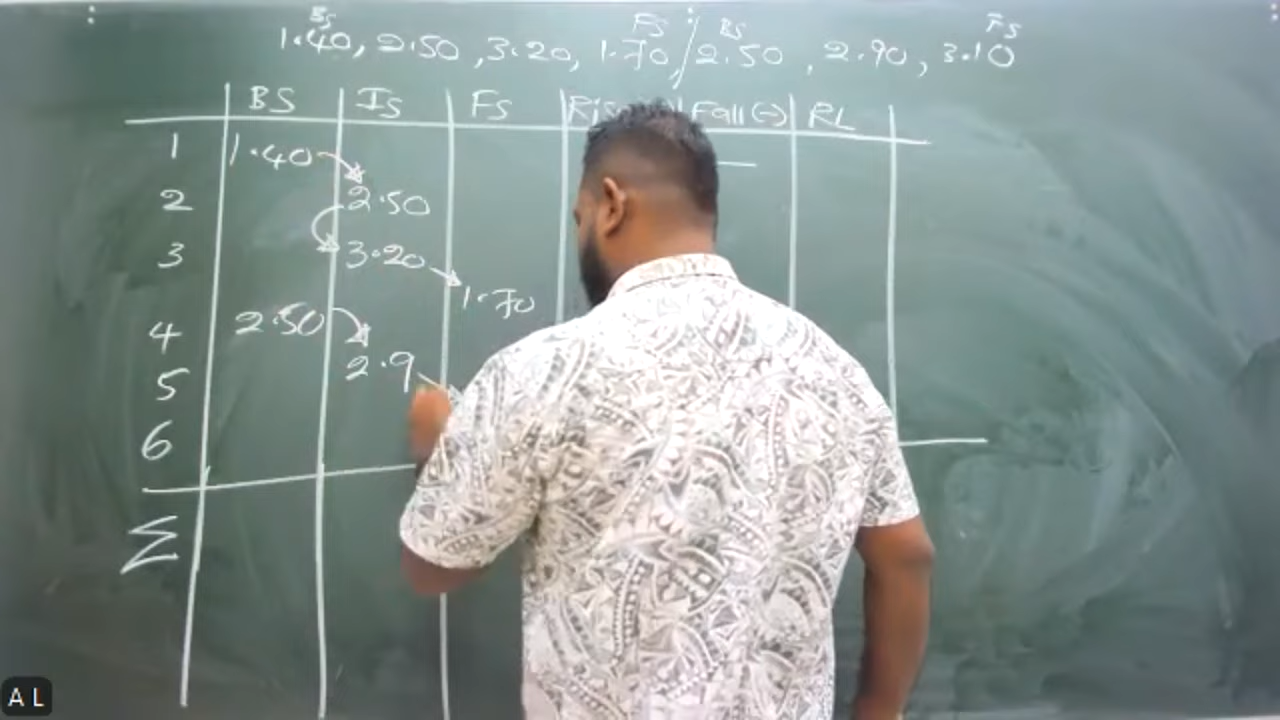 BS FS BS FS
1.40, 2.50, 3.20, 1.70 / 2.50, 2.90, 3.10
BS IS FS Fall (-) RL
1 1.40
2 2.50
3 3.20
1.70
4 2.50
5 2.9
6
Σ
A L